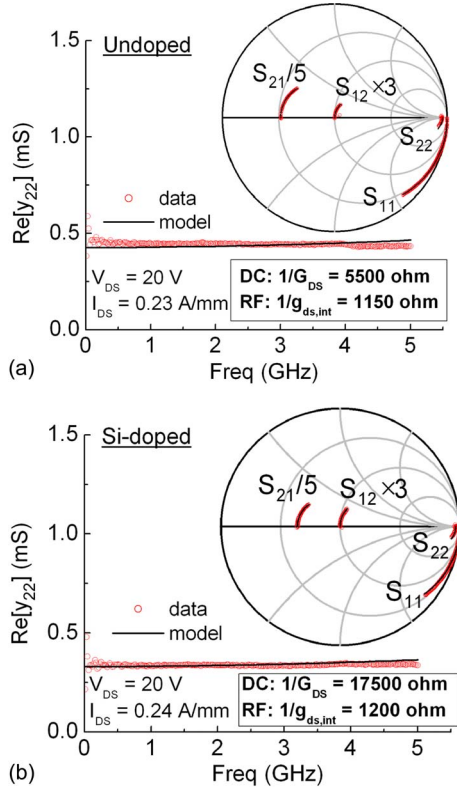 1.5
Undoped
S21/5
S12 ×3
S22
S11
1.0
Re[y22] (mS)
data
model
0.5
VDS = 20 V
IDS = 0.23 A/mm
DC: 1/GDS = 5500 ohm
RF: 1/gds,int = 1150 ohm
0.0
0 1 2 3 4 5
(a)
Freq (GHz)
1.5
Si-doped
S21/5
S12 ×3
S22
S11
1.0
Re[y22] (mS)
data
model
0.5
VDS = 20 V
IDS = 0.24 A/mm
DC: 1/GDS = 17500 ohm
RF: 1/gds,int = 1200 ohm
0.0
0 1 2 3 4 5
(b)
Freq (GHz)